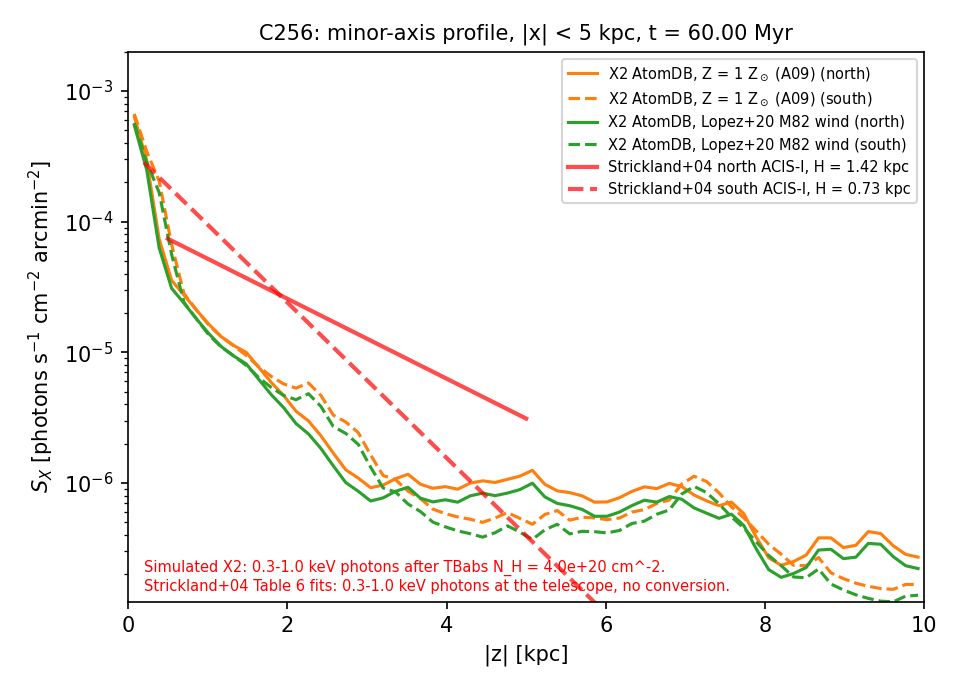 C256: minor-axis profile, |x| < 5 kpc, t = 60.00 Myr
X2 AtomDB, Z = 1 Z⊙ (A09) (north)
X2 AtomDB, Z = 1 Z⊙ (A09) (south)
X2 AtomDB, Lopez+20 M82 wind (north)
X2 AtomDB, Lopez+20 M82 wind (south)
Strickland+04 north ACIS-I, H = 1.42 kpc
Strickland+04 south ACIS-I, H = 0.73 kpc
10⁻³
10⁻⁴
10⁻⁵
10⁻⁶
S_X [photons s⁻¹ cm⁻² arcmin⁻²]
Simulated X2: 0.3-1.0 keV photons after TBabs N_H = 4.0e+20 cm^-2.
Strickland+04 Table 6 fits: 0.3-1.0 keV photons at the telescope, no conversion.
0 2 4 6 8 10
|z| [kpc]